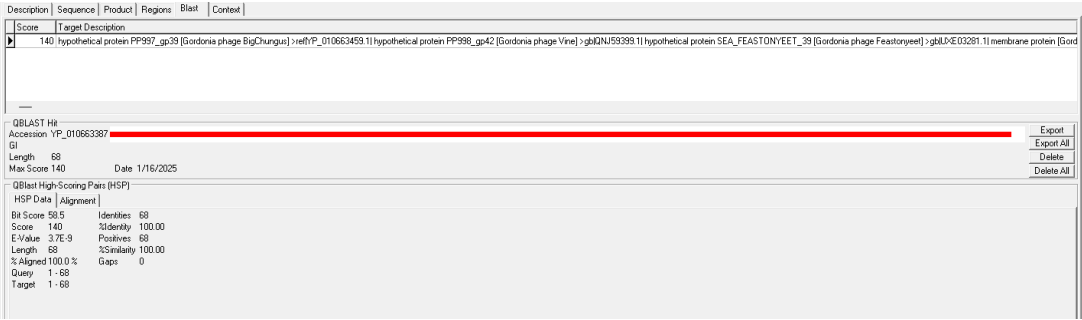 Description Sequence Product Regions Blast Context
Score Target Description
140 hypothetical protein PP997_gp39 [Gordonia phage BigChungus] >ref|YP_010663459.1| hypothetical protein PP998_gp42 [Gordonia phage Vine] >gb|QNJ59399.1| hypothetical protein SEA_FEASTONYEET_39 [Gordonia phage Feastonyeet] >gb|UXE03281.1| membrane protein [Gord
QBLAST Hit
Accession YP_010663387
Export
GI
Export All
Length 68
Delete
Max Score 140 Date 1/16/2025
Delete All
QBlast High-Scoring Pairs (HSP)
HSP Data Alignment
Bit Score 58.5 Identities 68
Score 140 %Identity 100.00
E-Value 3.7E-9 Positives 68
Length 68 %Similarity 100.00
% Aligned 100.0 % Gaps 0
Query 1 - 68
Target 1 - 68